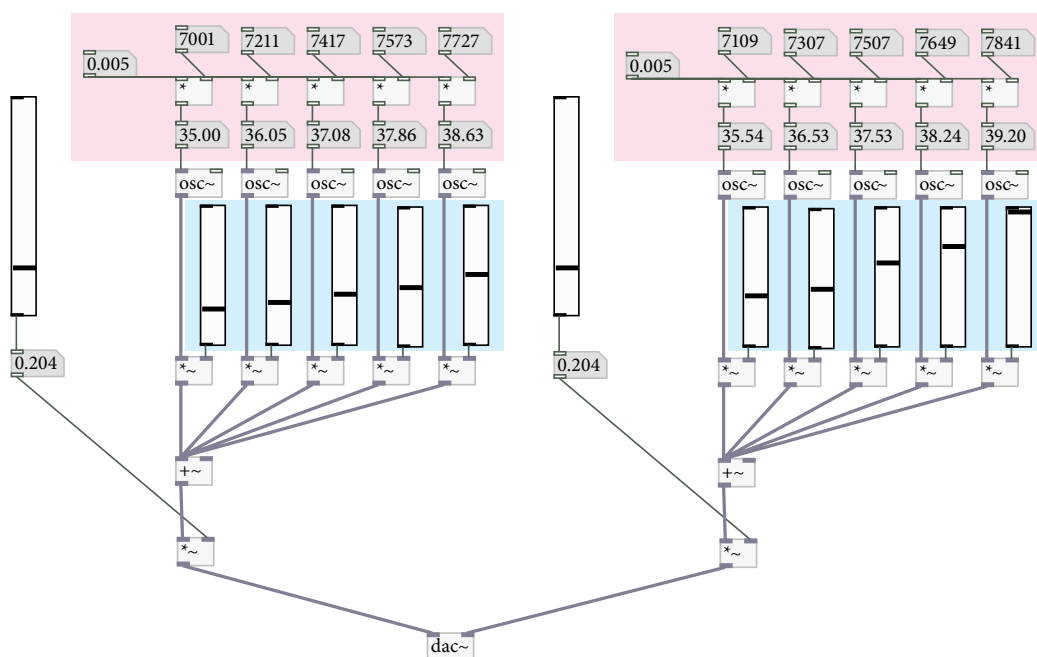 7001 7211 7417 7573 7727
0.005
* * * * *
35.00 36.05 37.08 37.86 38.63
osc~ osc~ osc~ osc~ osc~
0.204
*~ *~ *~ *~ *~
+~
*~
7109 7307 7507 7649 7841
0.005
* * * * *
35.54 36.53 37.53 38.24 39.20
osc~ osc~ osc~ osc~ osc~
0.204
*~ *~ *~ *~ *~
+~
*~
dac~